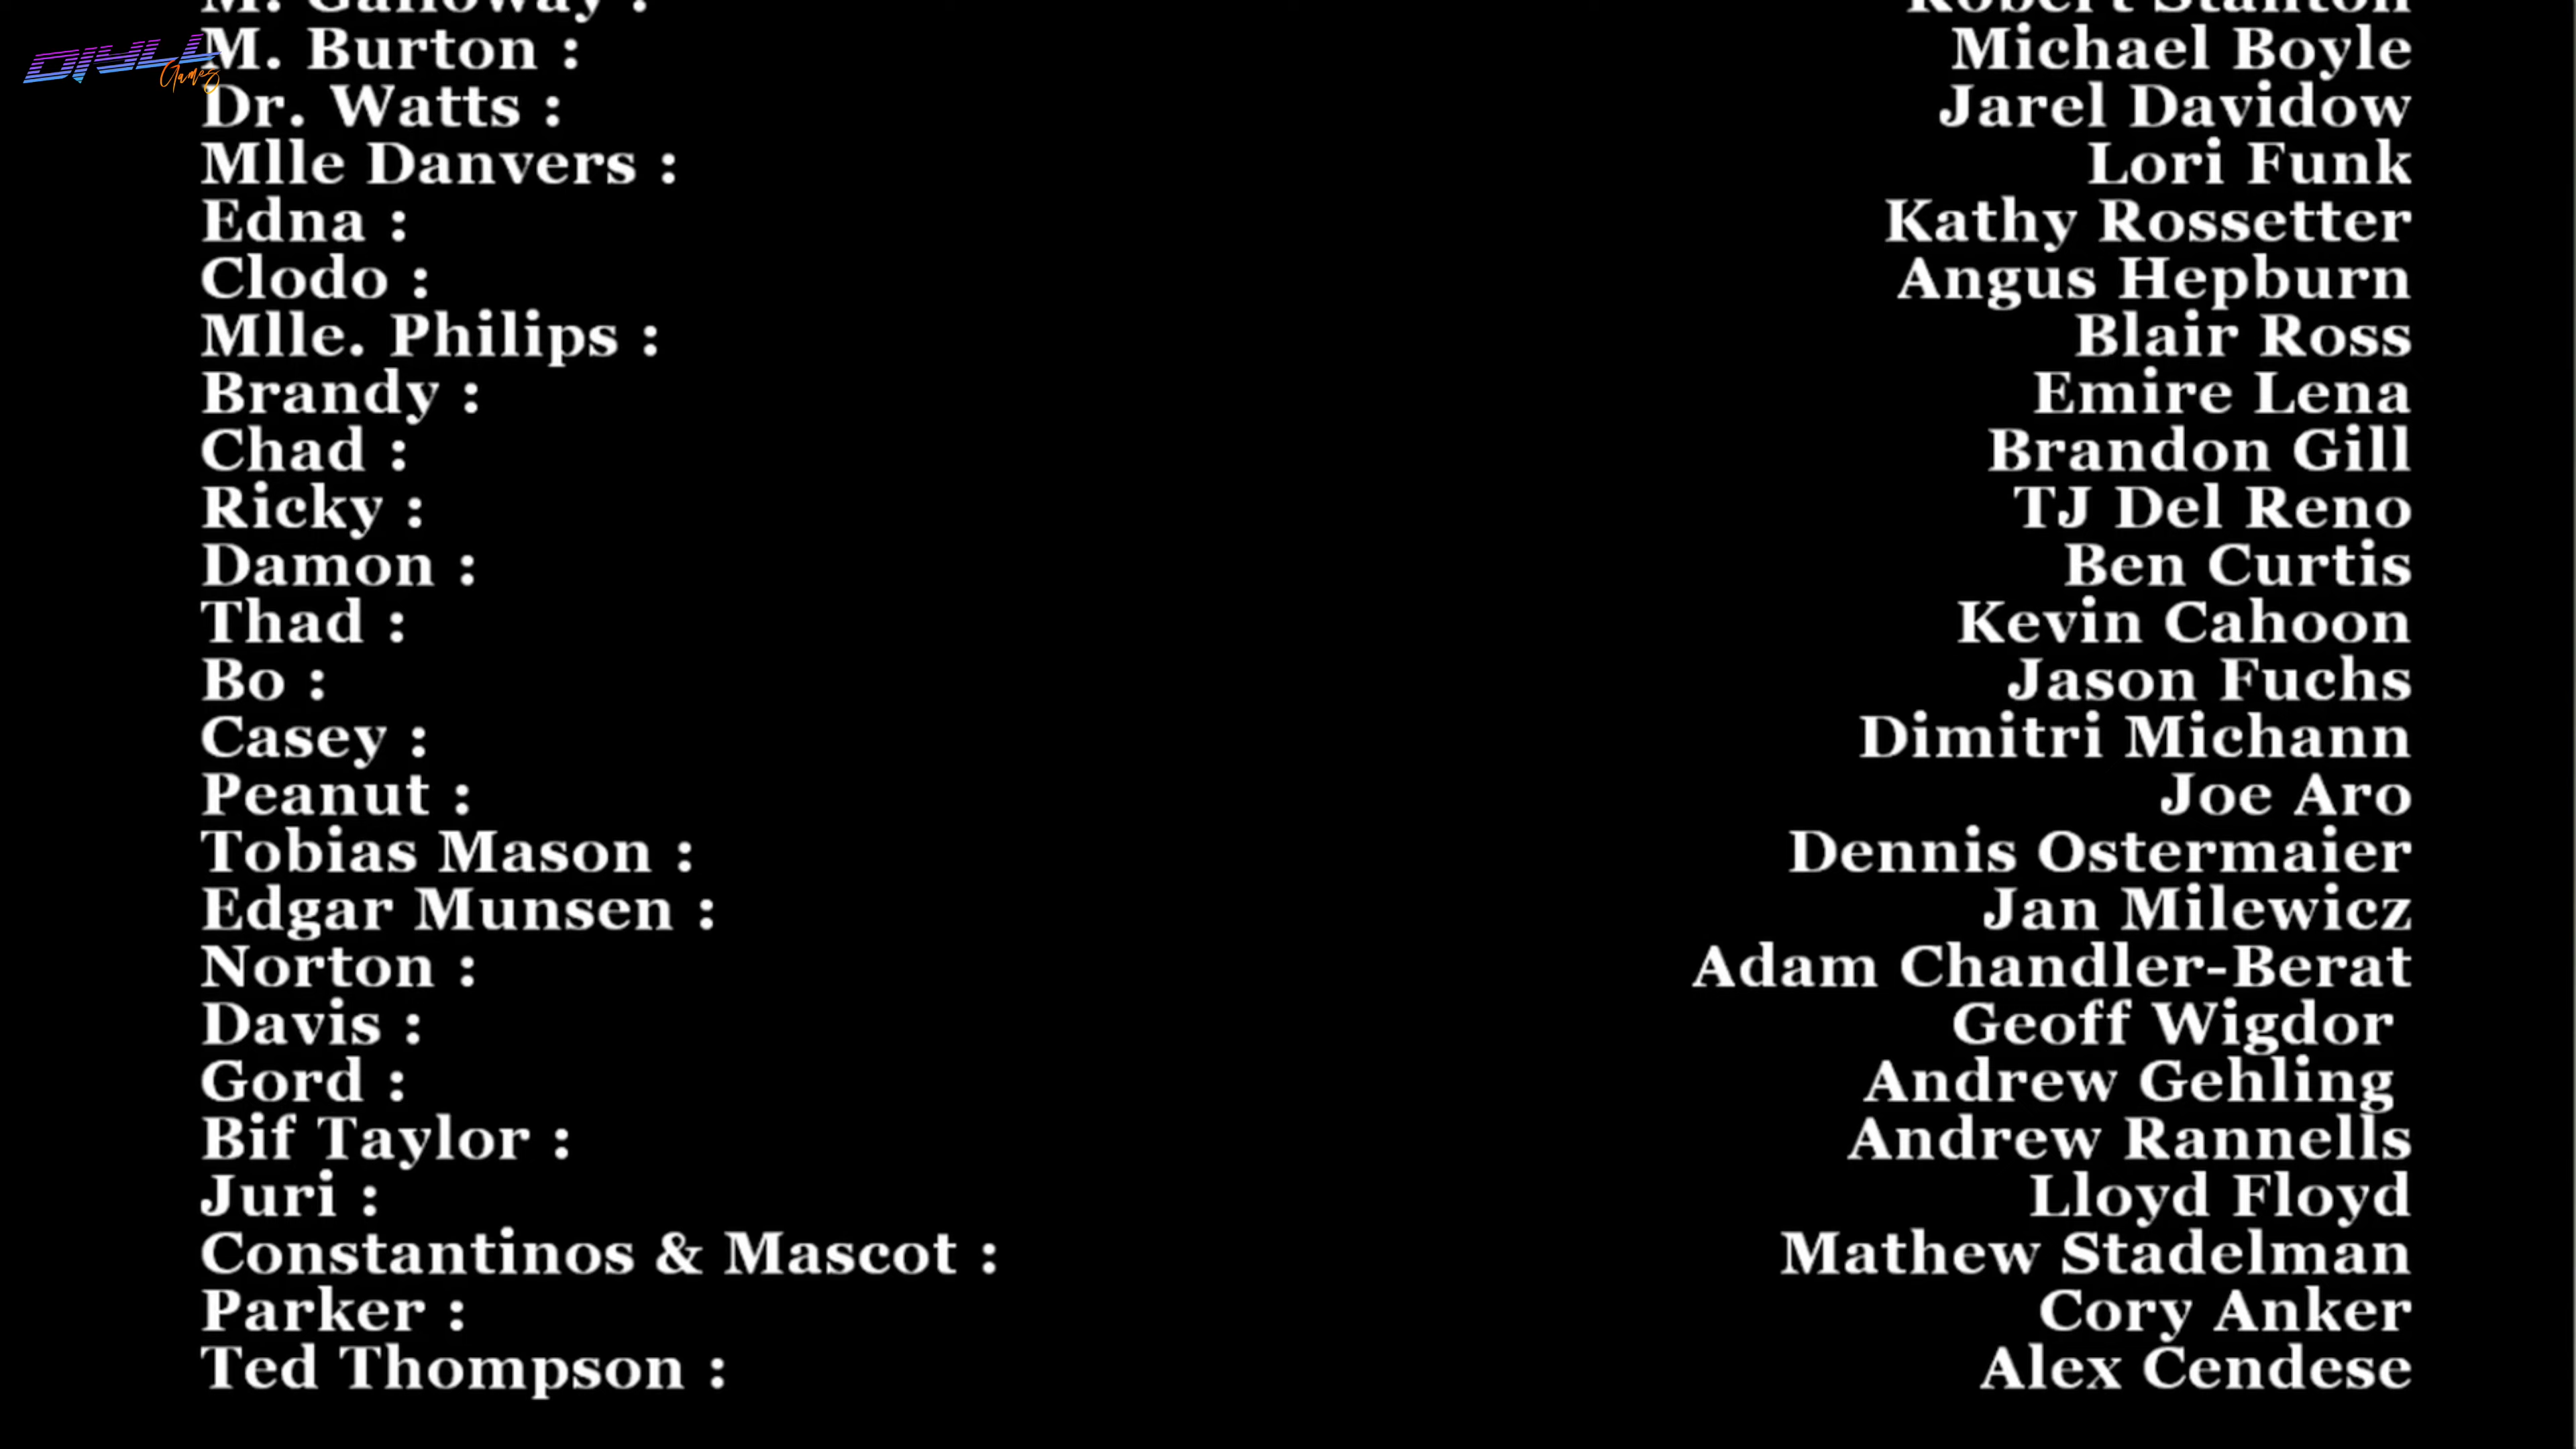 M. Galloway : Robert Stanton
M. Burton : Michael Boyle
Dr. Watts : Jarel Davidow
Mlle Danvers : Lori Funk
Edna : Kathy Rossetter
Clodo : Angus Hepburn
Mlle. Philips : Blair Ross
Brandy : Emire Lena
Chad : Brandon Gill
Ricky : TJ Del Reno
Damon : Ben Curtis
Thad : Kevin Cahoon
Bo : Jason Fuchs
Casey : Dimitri Michann
Peanut : Joe Aro
Tobias Mason : Dennis Ostermaier
Edgar Munsen : Jan Milewicz
Norton : Adam Chandler-Berat
Davis : Geoff Wigdor
Gord : Andrew Gehling
Bif Taylor : Andrew Rannells
Juri : Lloyd Floyd
Constantinos & Mascot : Mathew Stadelman
Parker : Cory Anker
Ted Thompson : Alex Cendese
Games